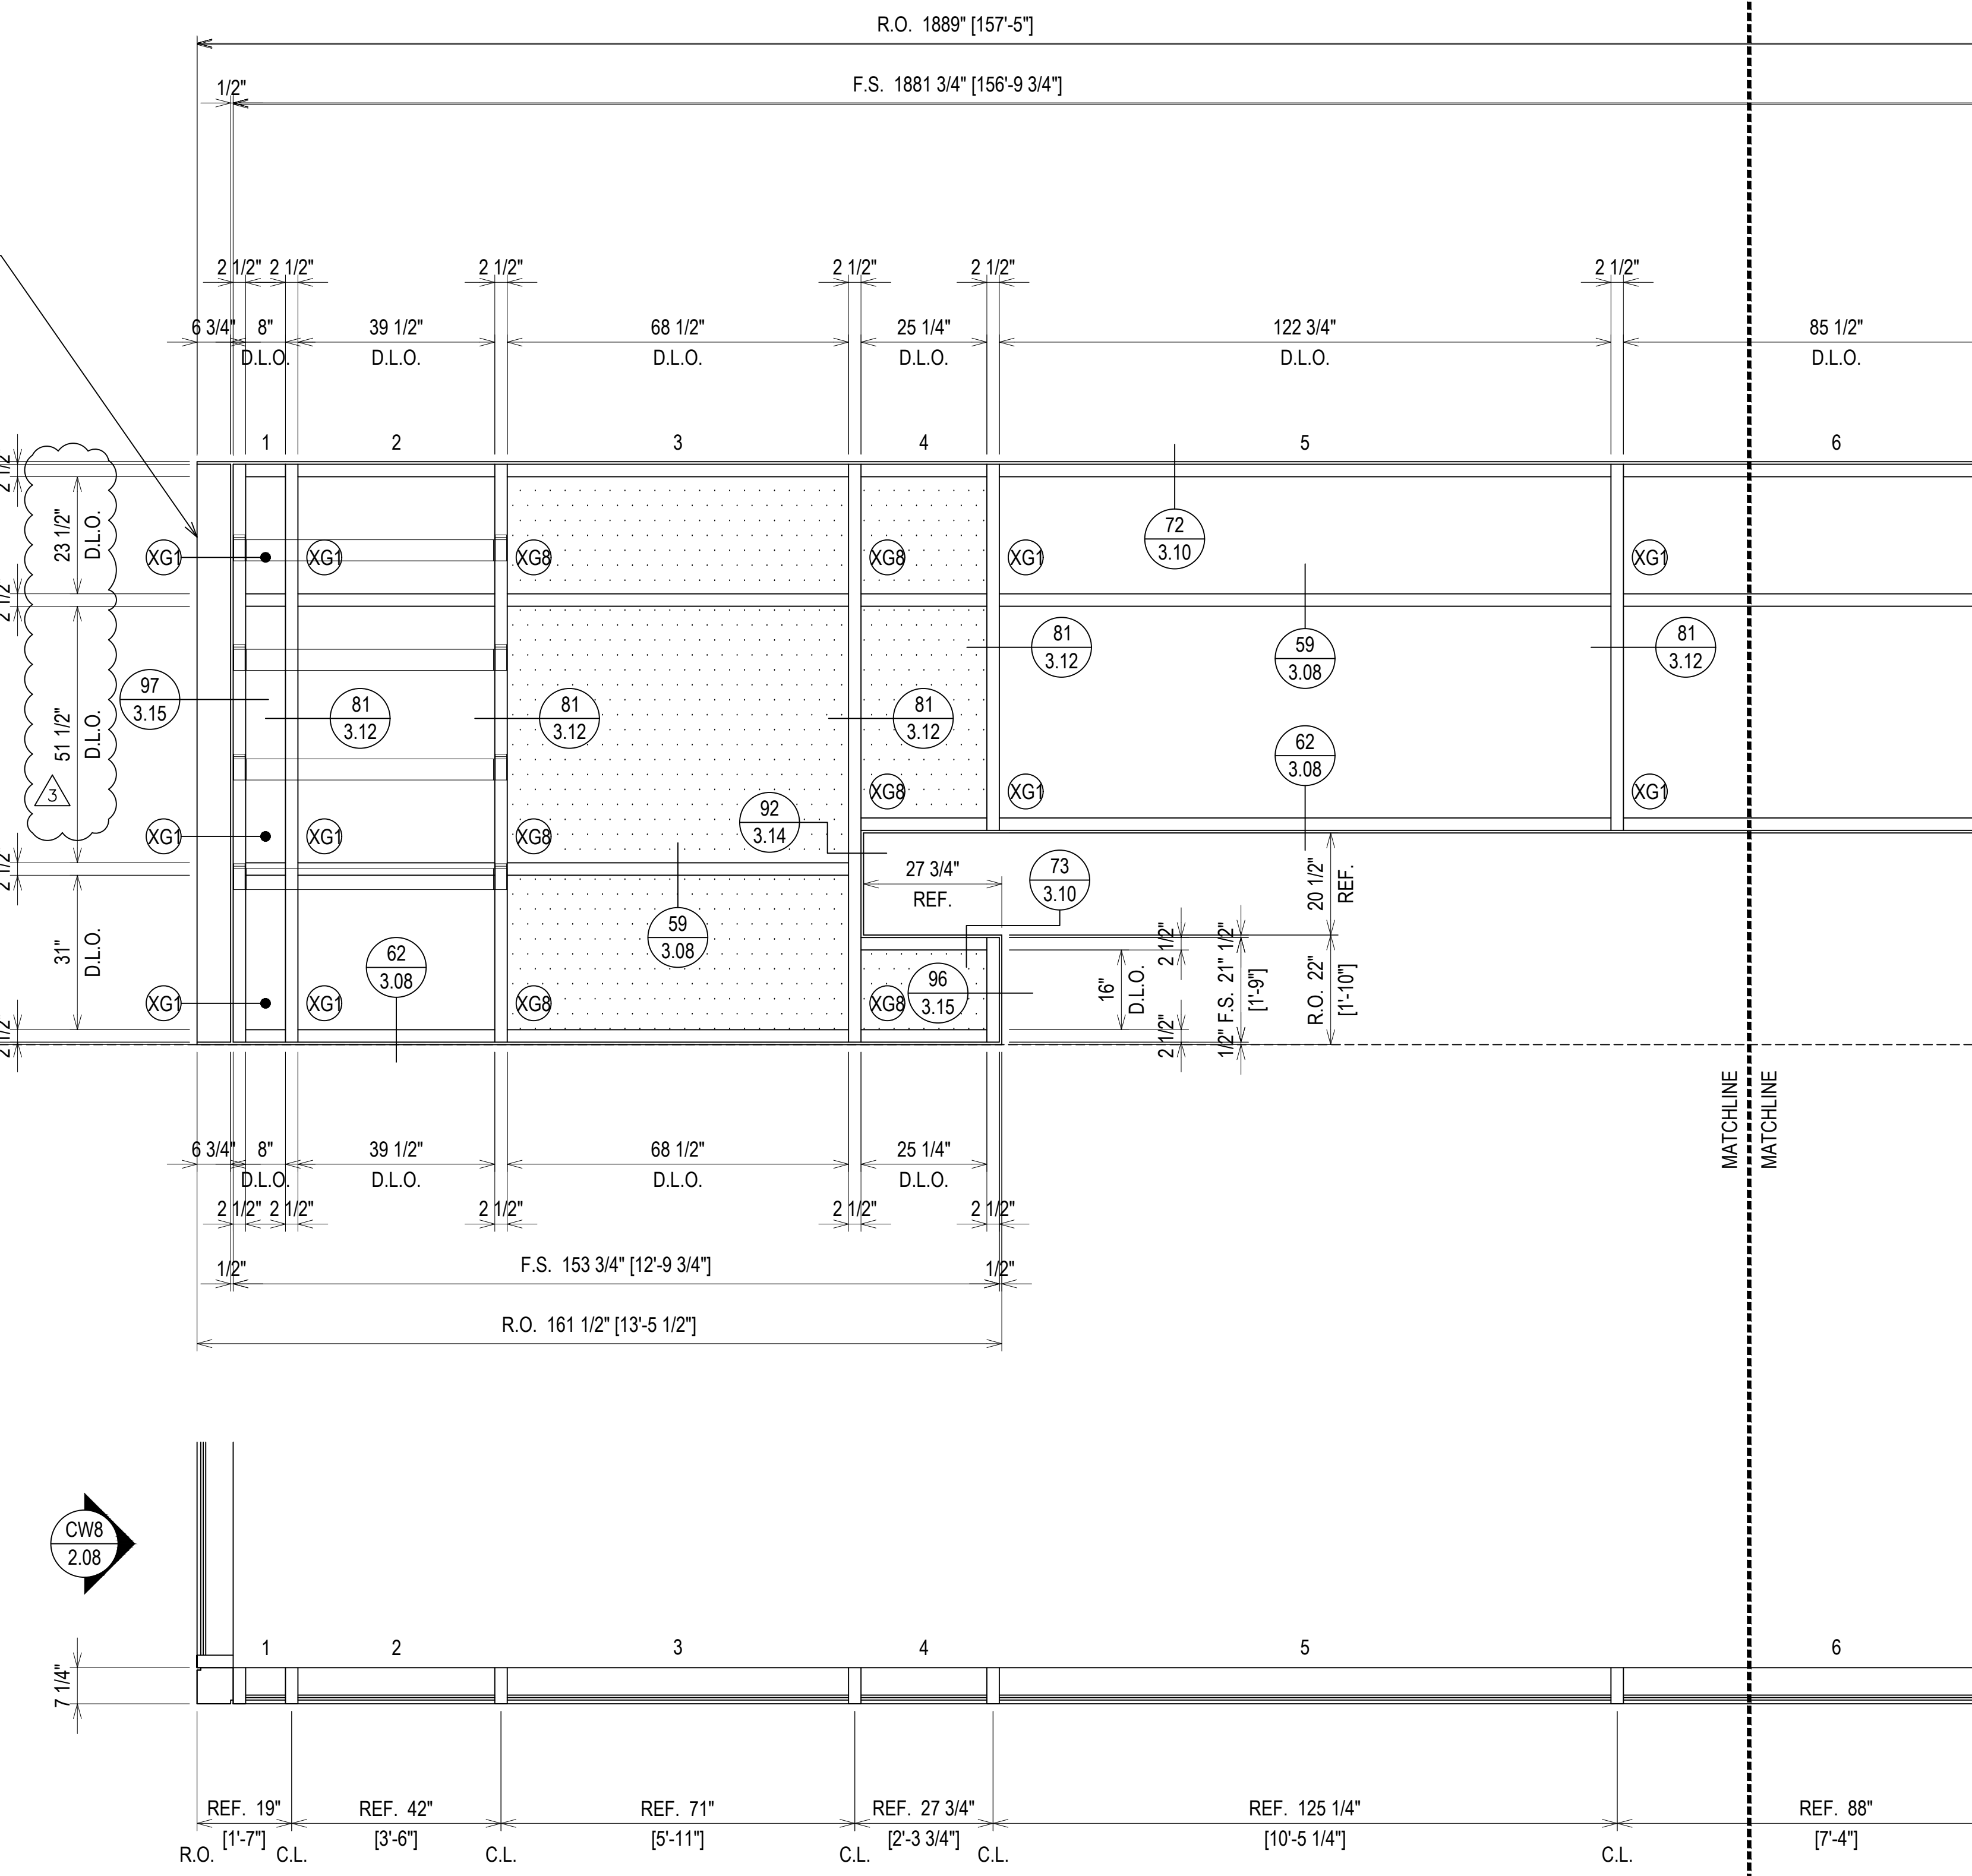 R.O. 1889" [157'-5"]
1/2"
F.S. 1881 3/4" [156'-9 3/4"]
2 1/2" 2 1/2" 2 1/2" 2 1/2" 2 1/2" 2 1/2"
6 3/4" 8" 39 1/2" 68 1/2" 25 1/4" 122 3/4" 85 1/2"
D.L.O. D.L.O. D.L.O. D.L.O. D.L.O. D.L.O.
1 2 3 4 5 6
2 1/2"
23 1/2"
D.L.O.
XG1 XG1 XG8 XG8 XG1 XG1
72
3.10
2 1/2"
51 1/2"
D.L.O.
3
97
3.15
81
3.12
81
3.12
81
3.12
81
3.12
59
3.08
81
3.12
62
3.08
XG8 XG1 XG1
XG1 XG1 XG8
92
3.14
2 1/2"
27 3/4"
REF.
73
3.10
20 1/2"
REF.
31"
D.L.O.
59
3.08
62
3.08
XG1 XG1 XG8 XG8
96
3.15
16"
D.L.O.
2 1/2"
2 1/2"
1/2" F.S. 21" 1/2"
[1'-9"]
R.O. 22"
[1'-10"]
2 1/2"
MATCHLINE
MATCHLINE
6 3/4" 8" 39 1/2" 68 1/2" 25 1/4"
D.L.O. D.L.O. D.L.O. D.L.O.
2 1/2" 2 1/2" 2 1/2" 2 1/2" 2 1/2"
1/2" F.S. 153 3/4" [12'-9 3/4"] 1/2"
R.O. 161 1/2" [13'-5 1/2"]
CW8
2.08
1 2 3 4 5 6
7 1/4"
REF. 19" REF. 42" REF. 71" REF. 27 3/4" REF. 125 1/4" REF. 88"
[1'-7"] [3'-6"] [5'-11"] [2'-3 3/4"] [10'-5 1/4"] [7'-4"]
R.O. C.L. C.L. C.L. C.L. C.L.